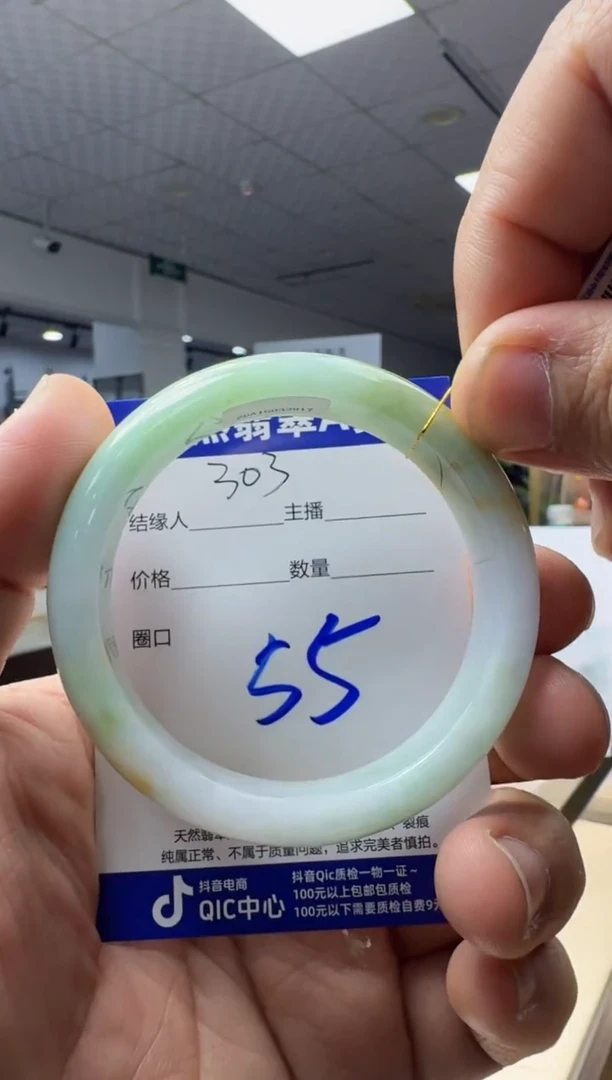 翡翠A
303
结缘人 主播
价格 数量
圈口
55
天然翡
裂痕
纯属正常、不属于质量问题,追求完美者慎拍。
抖音电商
QIC中心
抖音Qic质检一物一证~
100元以上包邮包质检
100元以下需要质检自费9